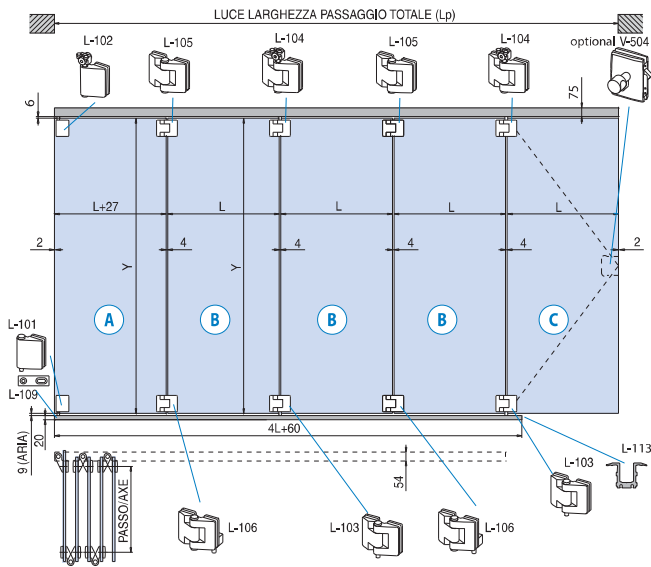 LUCE LARGHEZZA PASSAGGIO TOTALE (Lp)
L-102
L-105
L-104
L-105
L-104
optional V-504
6
75
L+27
L
L
L
L
2
4
4
4
4
2
Y
Y
A
B
B
B
C
L-101
L-109
9 (ARIA)
20
4L+60
L-113
54
PASSO/AXE
L-103
L-106
L-103
L-106